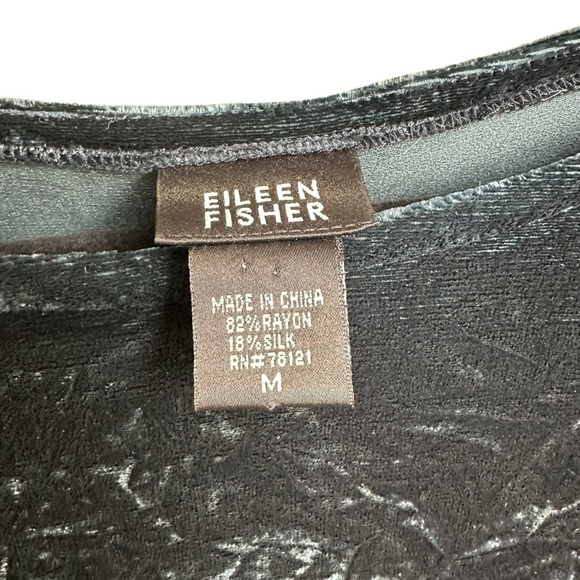 EILEEN
FISHER
MADE IN CHINA
82% RAYON
18% SILK
RN# 78121
M